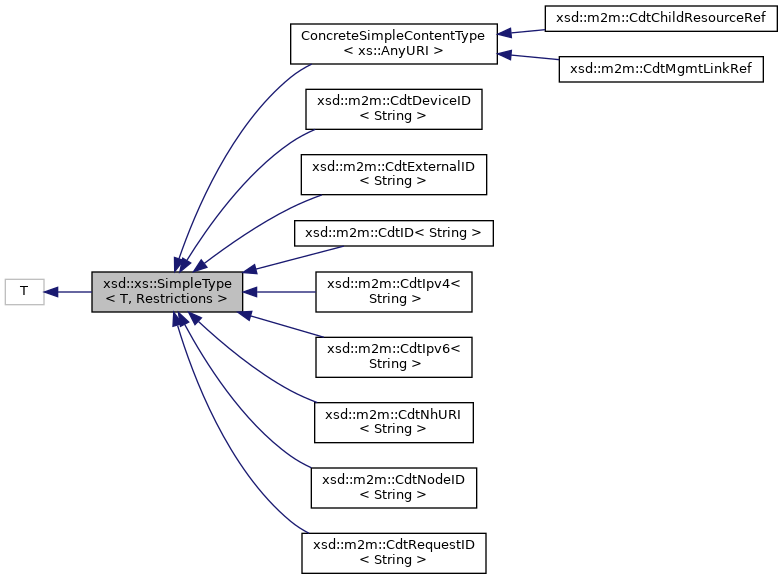 xsd::m2m::CdtChildResourceRef
ConcreteSimpleContentType
< xs::AnyURI >
xsd::m2m::CdtMgmtLinkRef
xsd::m2m::CdtDeviceID
< String >
xsd::m2m::CdtExternalID
< String >
xsd::m2m::CdtID< String >
T
xsd::xs::SimpleType
< T, Restrictions >
xsd::m2m::CdtIpv4<
String >
xsd::m2m::CdtIpv6<
String >
xsd::m2m::CdtNhURI
< String >
xsd::m2m::CdtNodeID
< String >
xsd::m2m::CdtRequestID
< String >